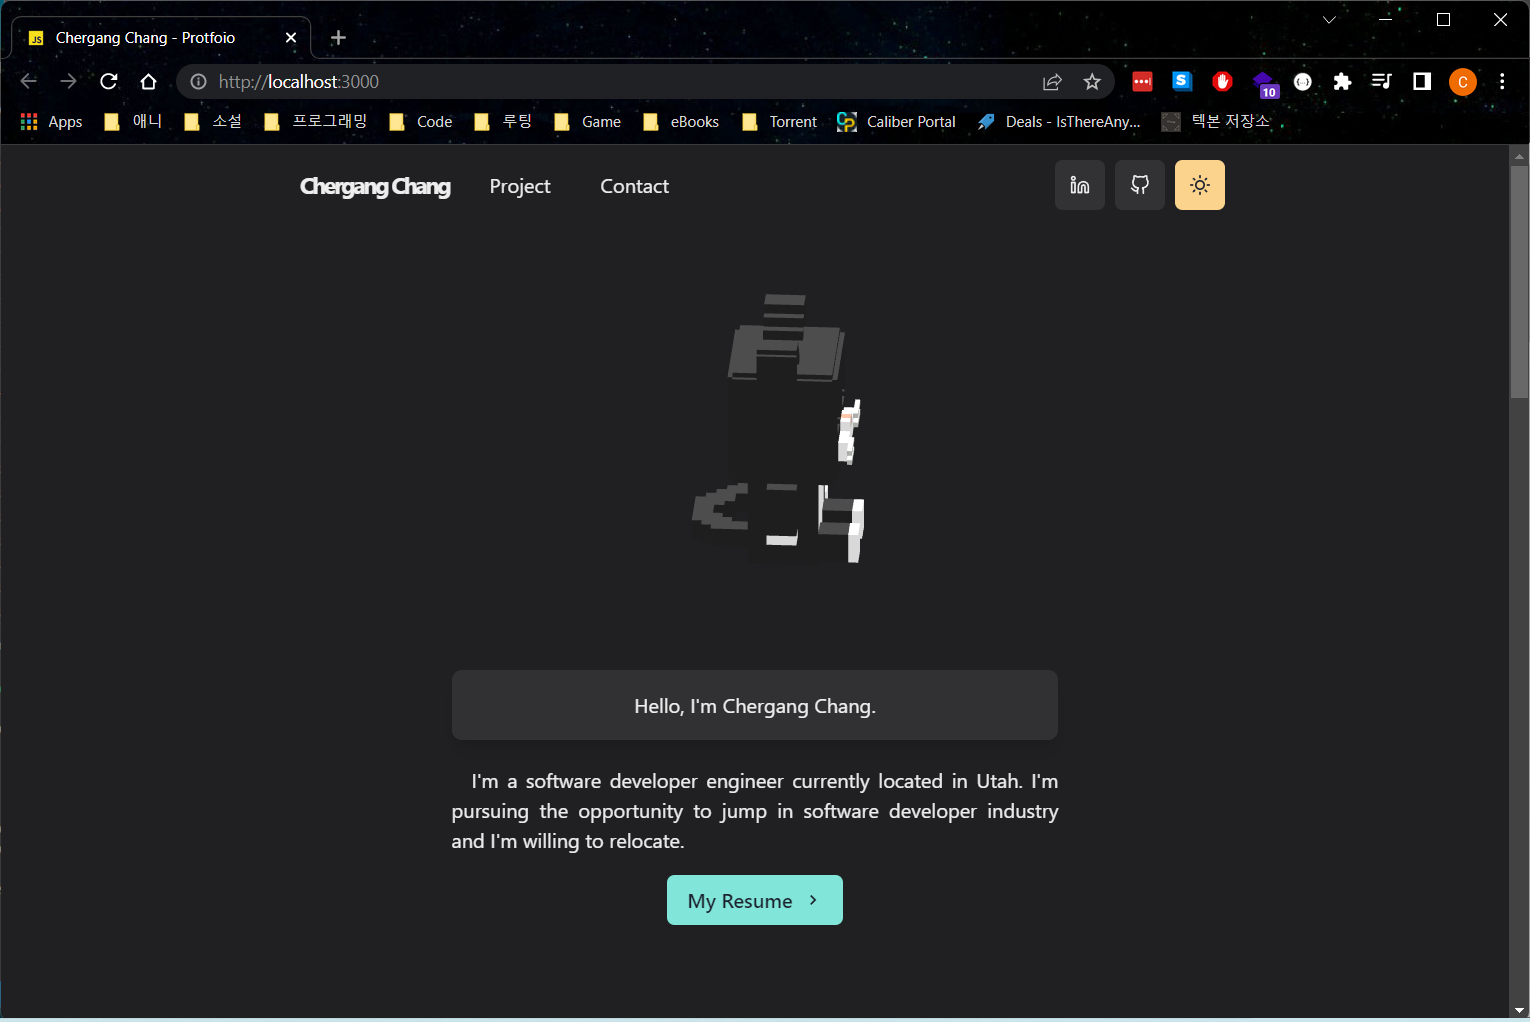 JS Chergang Chang - Protfoio
http://localhost:3000
S
10
C
Apps 애니 소설 프로그래밍 Code 루팅 Game eBooks Torrent CP Caliber Portal Deals - IsThereAny... 텍본 저장소
Chergang Chang Project Contact
in
Hello, I'm Chergang Chang.
I'm a software developer engineer currently located in Utah. I'm
pursuing the opportunity to jump in software developer industry
and I'm willing to relocate.
My Resume